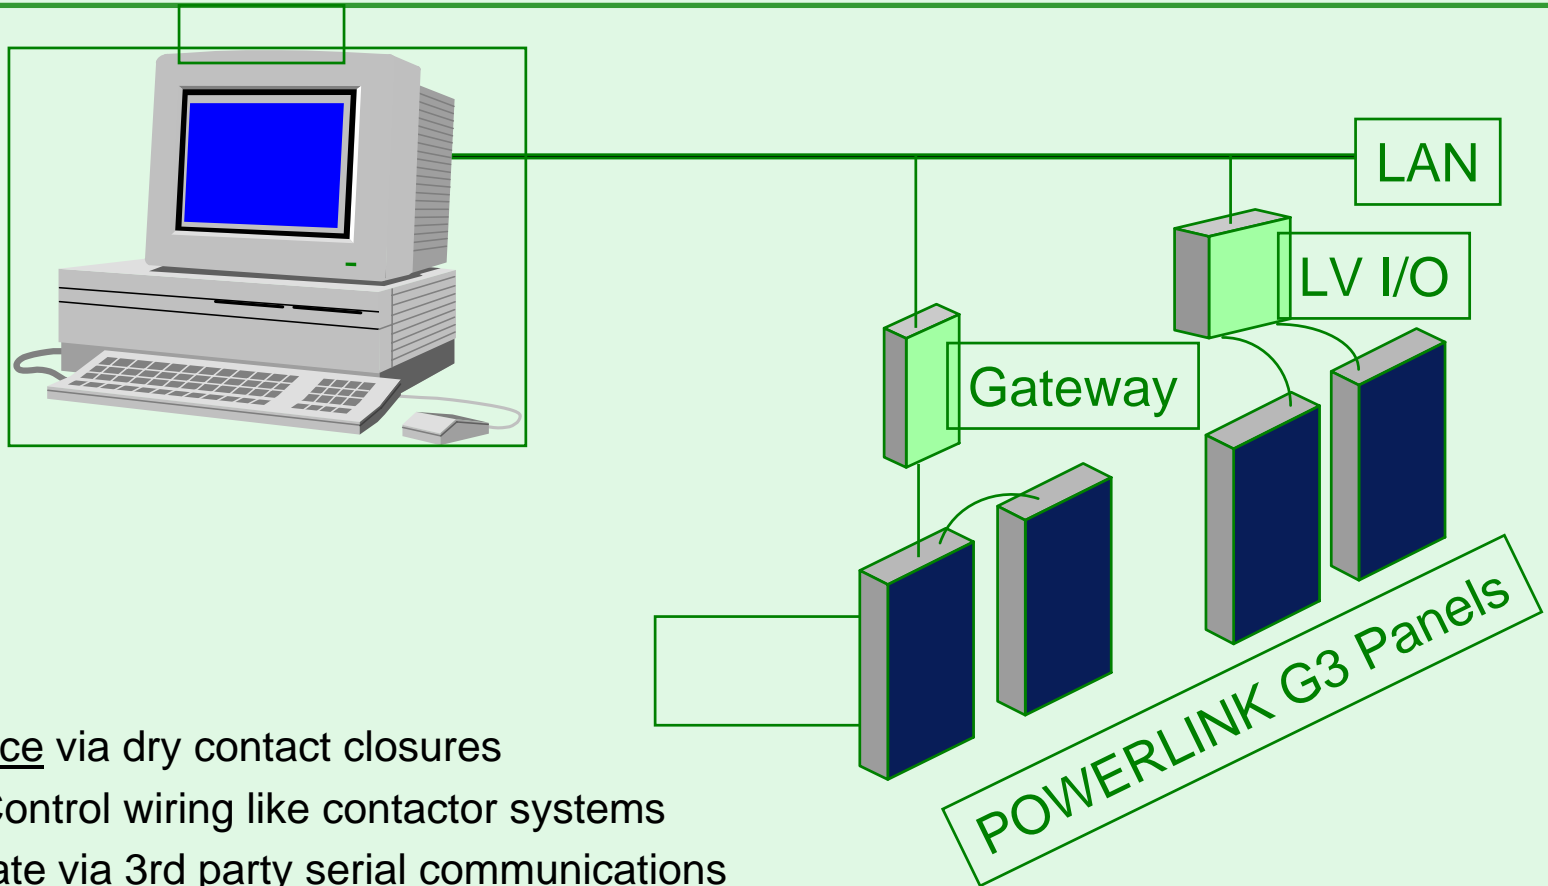 LAN
LV I/O
Gateway
POWERLINK G3 Panels
ce via dry contact closures
Control wiring like contactor systems
ate via 3rd party serial communications